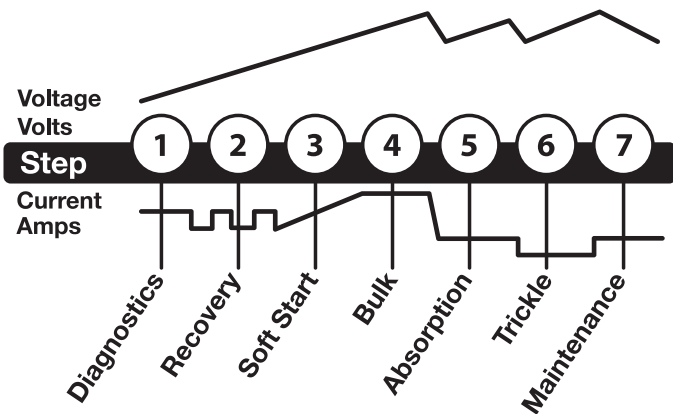 Voltage
Volts
Step 1 2 3 4 5 6 7
Current
Amps
Diagnostics
Recovery
Soft Start
Bulk
Absorption
Trickle
Maintenance